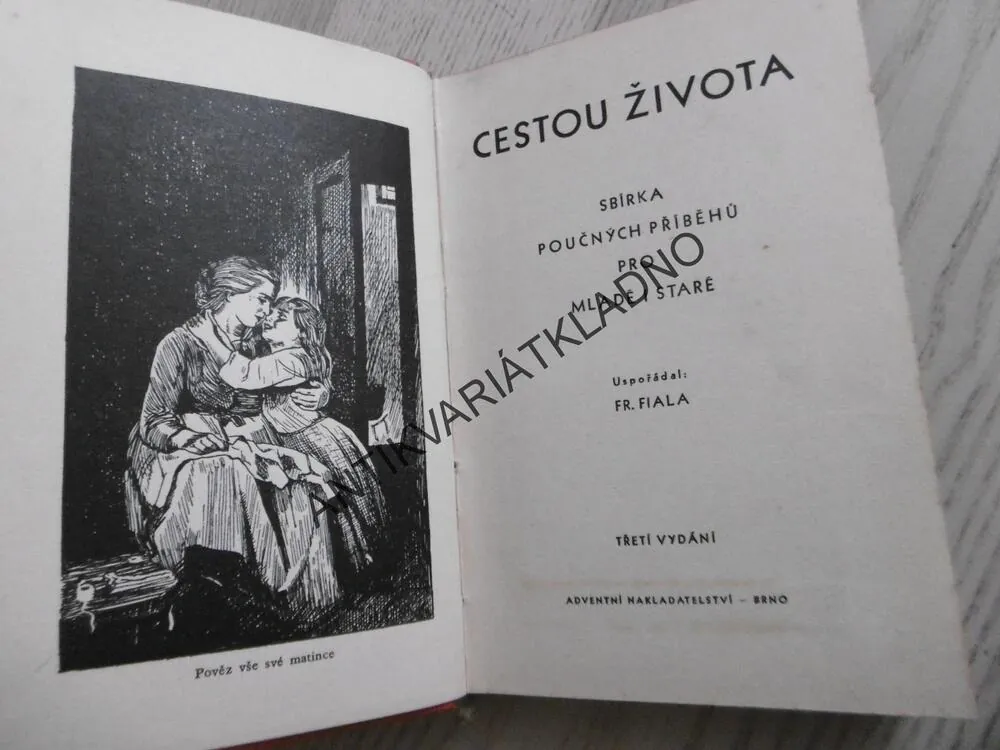 Pověz vše své matince
CESTOU ŽIVOTA
SBÍRKA
POUČNÝCH PŘÍBĚHŮ
PRO
MLADÉ I STARÉ
Uspořádal:
FR. FIALA
TŘETÍ VYDÁNÍ
ADVENTNÍ NAKLADATELSTVÍ – BRNO
ANTIKVARIÁTKLADNO